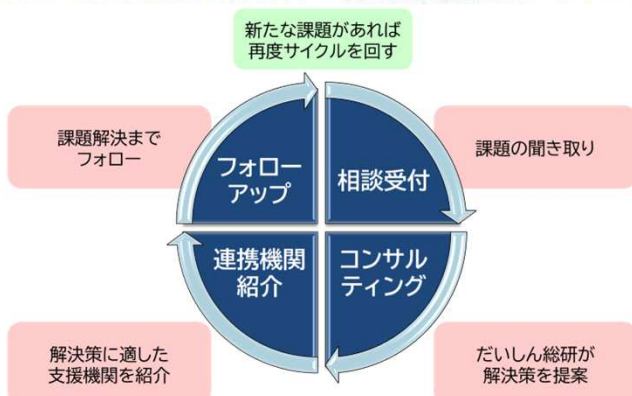 新たな課題があれば
再度サイクルを回す
課題解決まで
フォロー
課題の聞き取り
フォロー
アップ
相談受付
連携機関
紹介
コンサル
ティング
解決策に適した
支援機関を紹介
だいしん総研が
解決策を提案